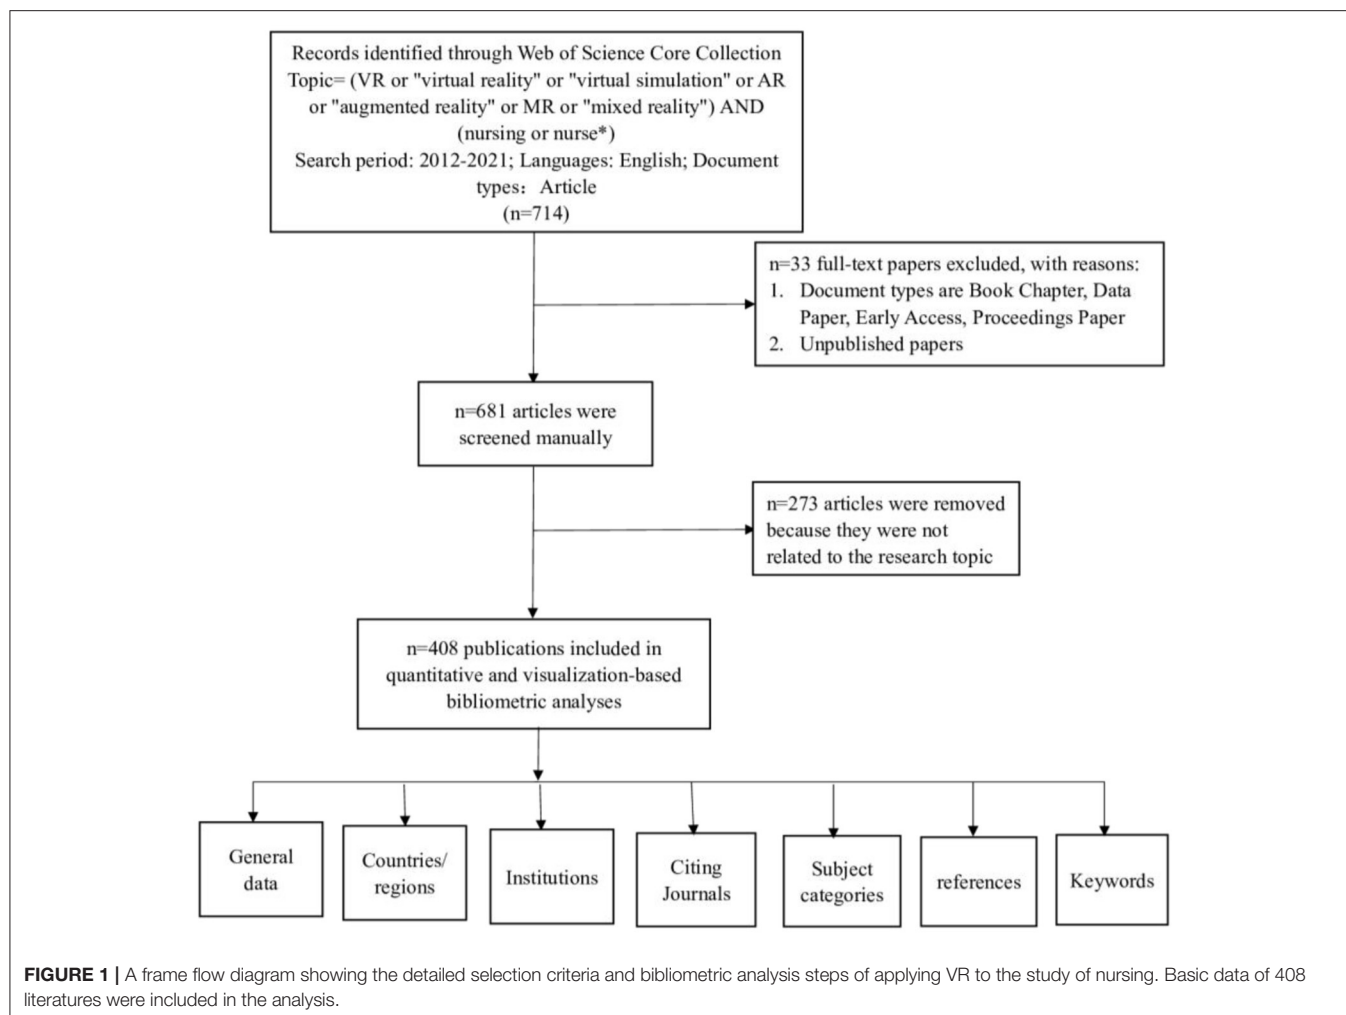 Records identified through Web of Science Core Collection
Topic= (VR or "virtual reality" or "virtual simulation" or AR
or "augmented reality" or MR or "mixed reality") AND
(nursing or nurse*)
Search period: 2012-2021; Languages: English; Document
types： Article
(n=714)
n=33 full-text papers excluded, with reasons:
1. Document types are Book Chapter, Data
Paper, Early Access, Proceedings Paper
2. Unpublished papers
n=681 articles were
screened manually
n=273 articles were removed
because they were not
related to the research topic
n=408 publications included in
quantitative and visualization-based
bibliometric analyses
General
data
Countries/
regions
Institutions
Citing
Journals
Subject
categories
references
Keywords
FIGURE 1 | A frame flow diagram showing the detailed selection criteria and bibliometric analysis steps of applying VR to the study of nursing. Basic data of 408
literatures were included in the analysis.